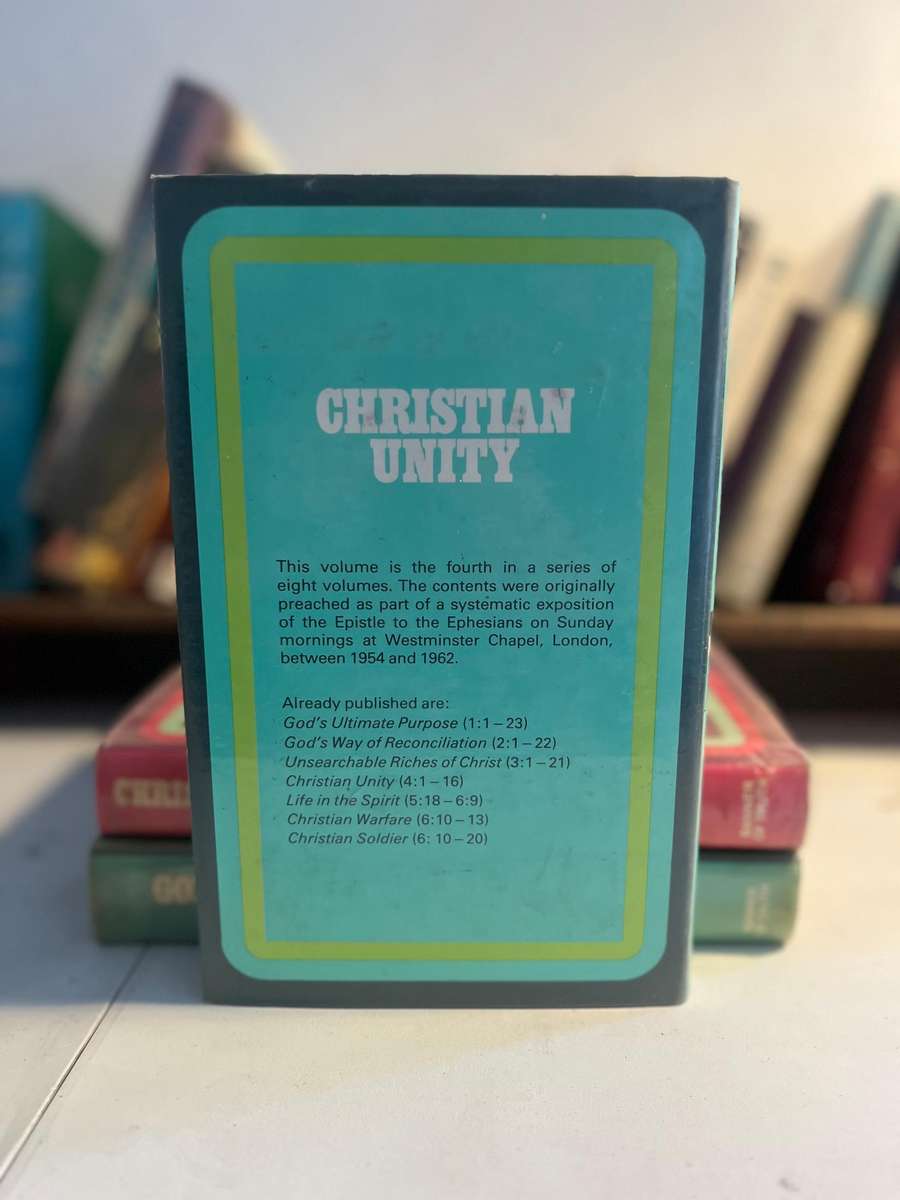 CHRISTIAN
UNITY
This volume is the fourth in a series of
eight volumes. The contents were originally
preached as part of a systematic exposition
of the Epistle to the Ephesians on Sunday
mornings at Westminster Chapel, London,
between 1954 and 1962.
Already published are:
God's Ultimate Purpose (1:1–23)
God's Way of Reconciliation (2:1–22)
Unsearchable Riches of Christ (3:1–21)
Christian Unity (4:1–16)
Life in the Spirit (5:18–6:9)
Christian Warfare (6:10–13)
Christian Soldier (6: 10–20)
CHRI
GO